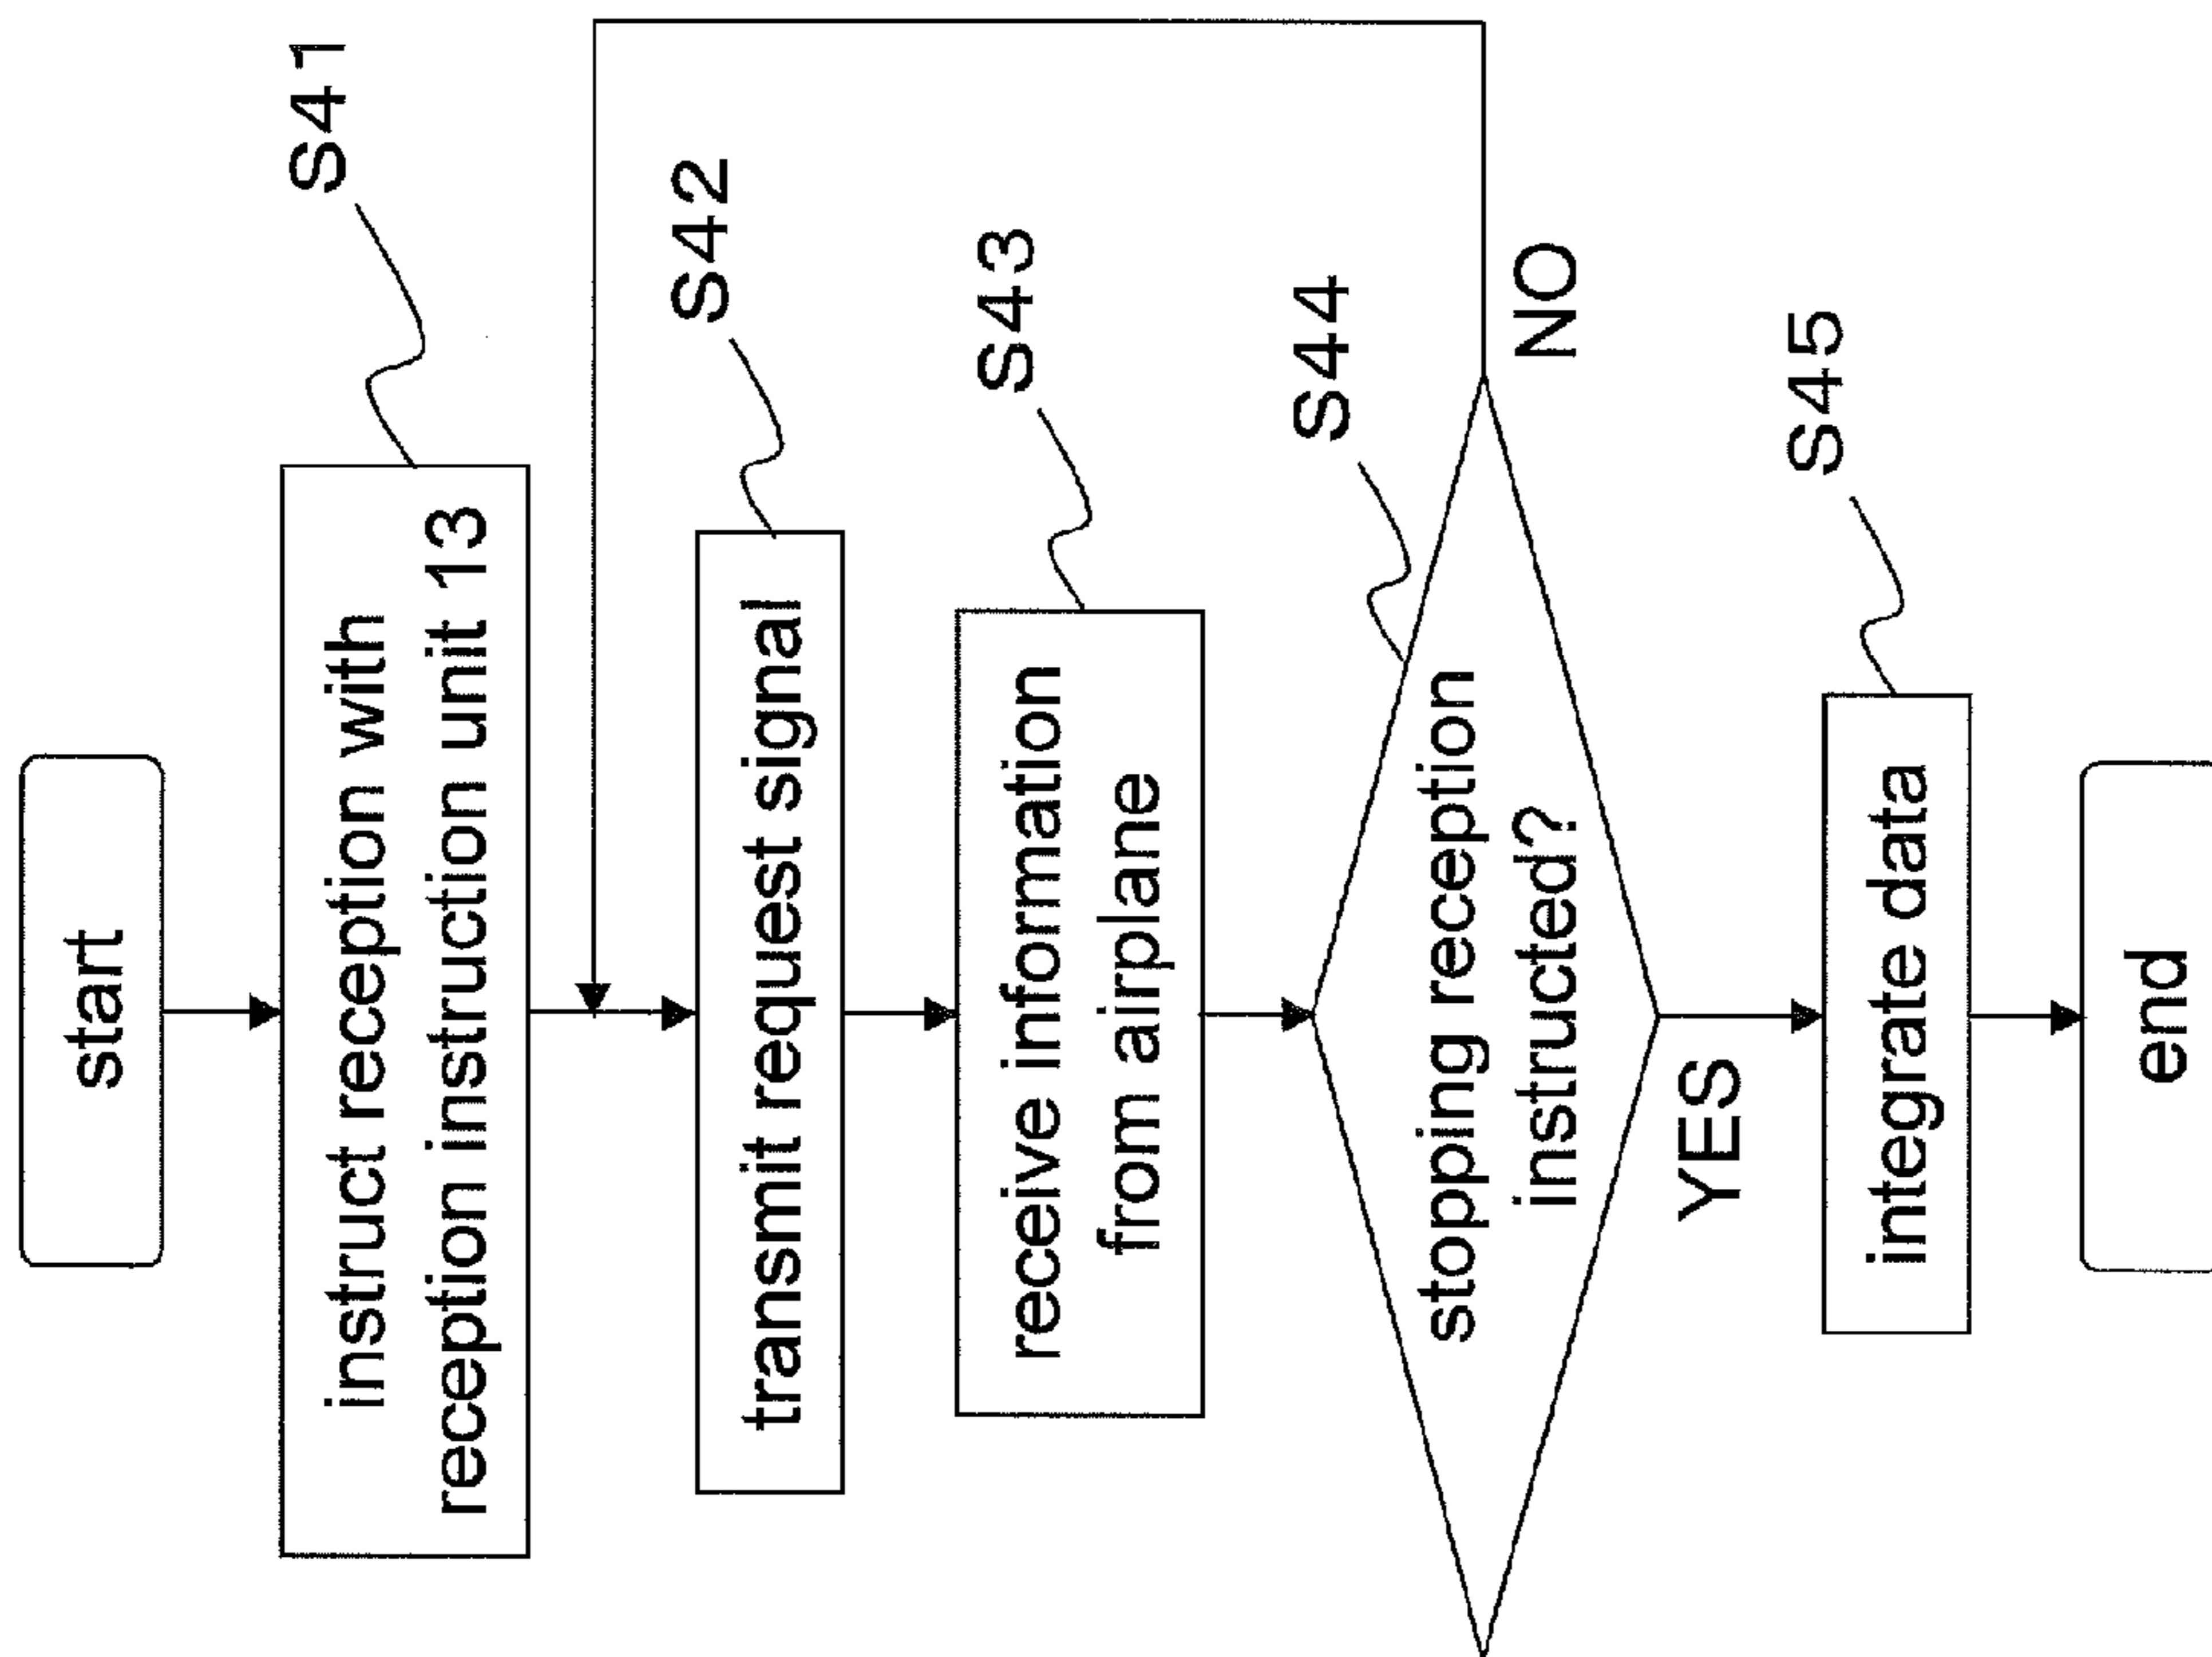 start
instruct reception with
reception instruction unit 13
S41
transmit request signal
S42
receive information
from airplane
S43
stopping reception
instructed?
S44
NO
YES
integrate data
S45
end